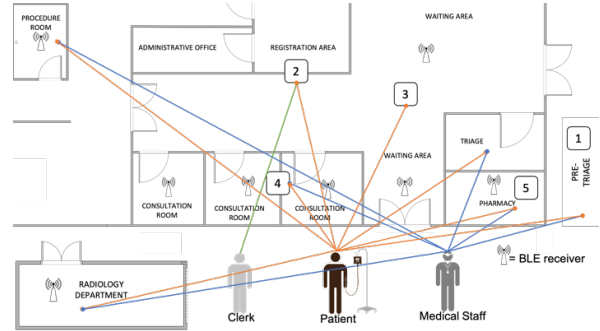 PROCEDURE
ROOM
WAITING AREA
ADMINISTRATIVE OFFICE
REGISTRATION AREA
2
3
1
PRE-
TRIAGE
TRIAGE
WAITING AREA
4
5
PHARMACY
CONSULTATION
ROOM
CONSULTATION
ROOM
CONSULTATION
ROOM
RADIOLOGY
DEPARTMENT
= BLE receiver
Clerk
Patient
Medical Staff